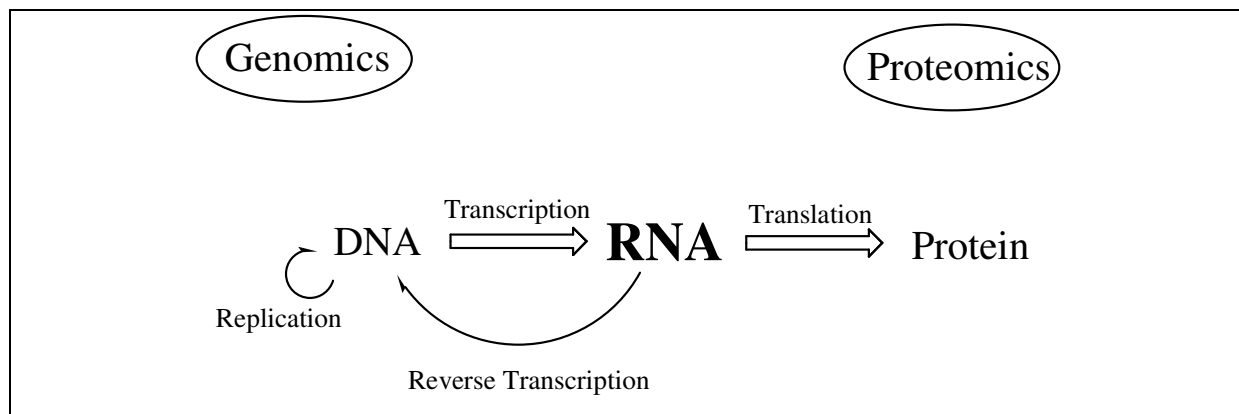 Genomics
Proteomics
Transcription
Translation
DNA
RNA
Protein
Replication
Reverse Transcription